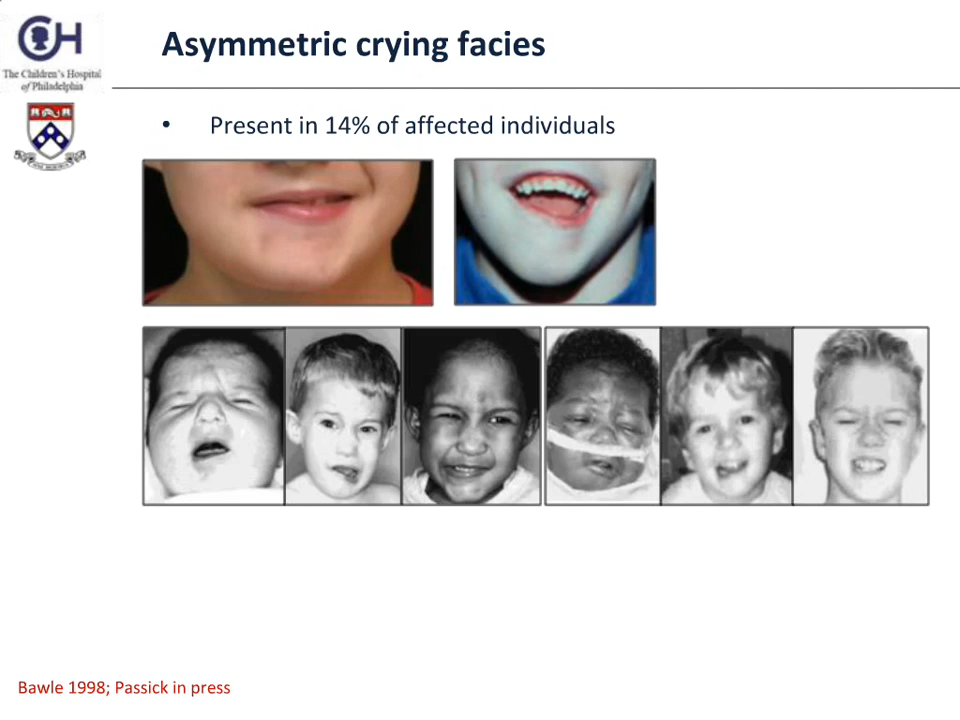 Asymmetric crying facies
CH
The Children's Hospital
of Philadelphia
• Present in 14% of affected individuals
Bawle 1998; Passick in press